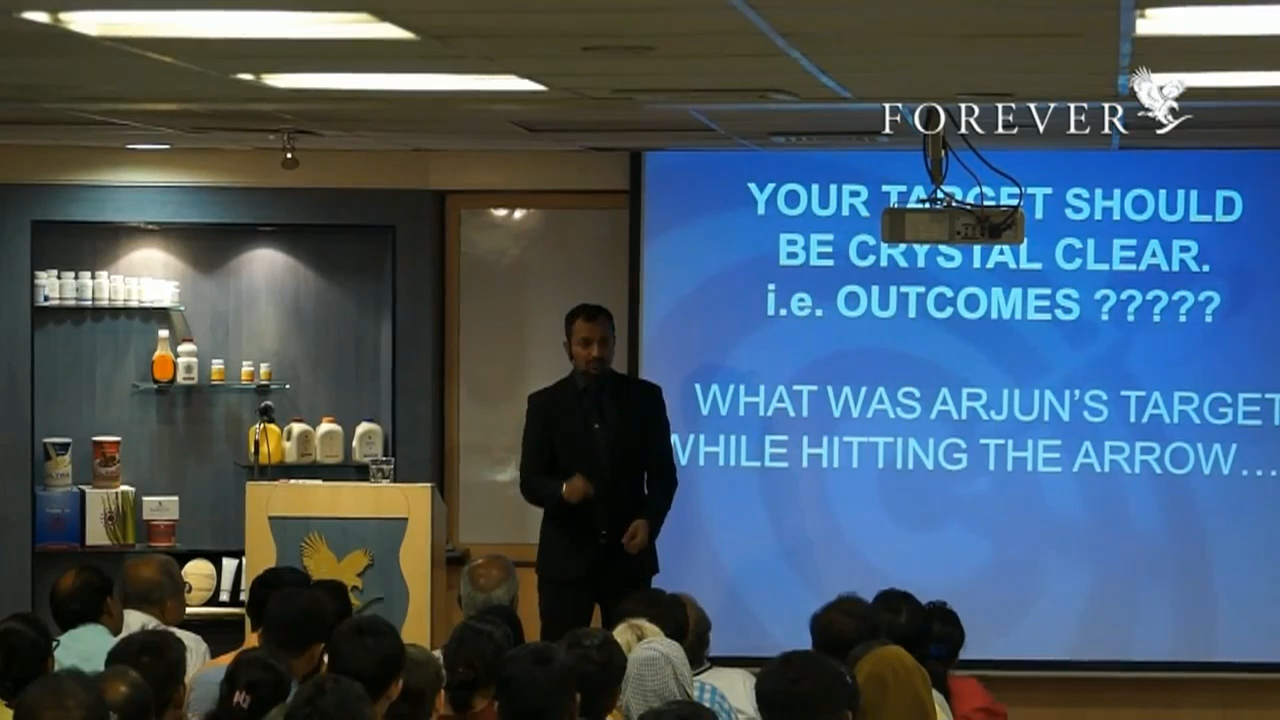 FOREVER
YOUR TARGET SHOULD
BE CRYSTAL CLEAR.
i.e. OUTCOMES ?????
WHAT WAS ARJUN'S TARGET
WHILE HITTING THE ARROW...